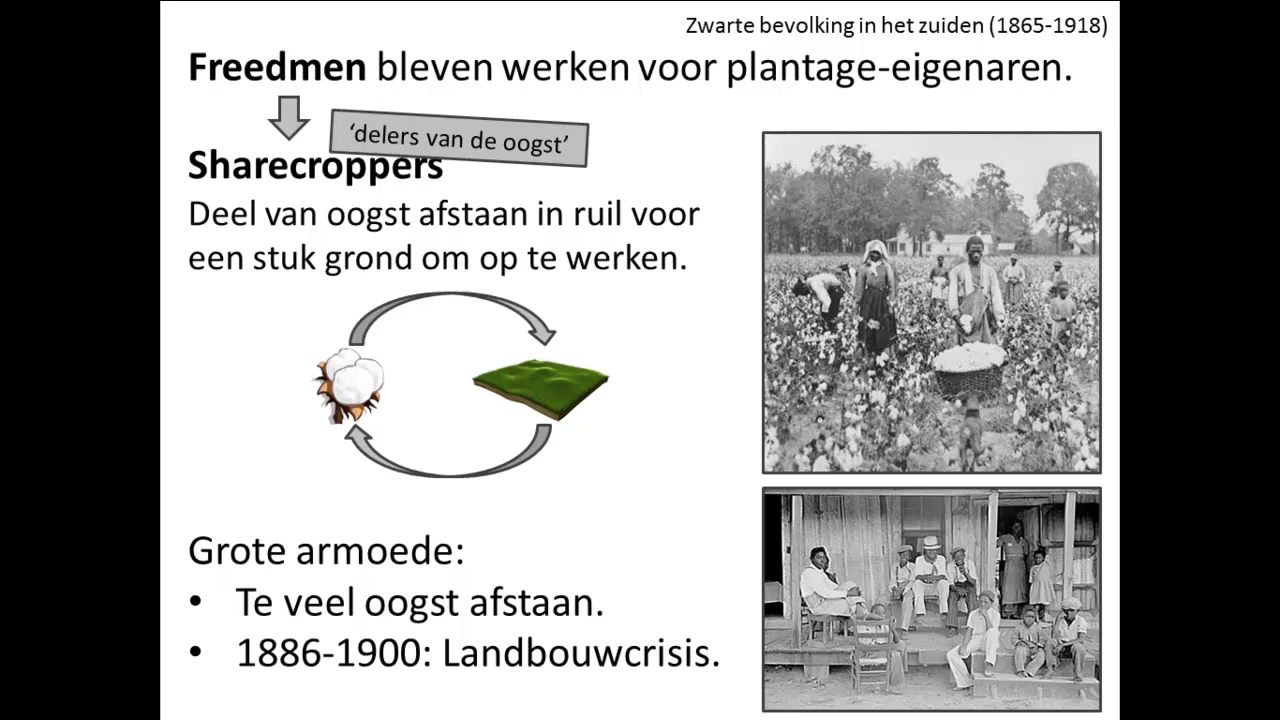 Zwarte bevolking in het zuiden (1865-1918)
Freedmen bleven werken voor plantage-eigenaren.
‘delers van de oogst’
Sharecroppers
Deel van oogst afstaan in ruil voor
een stuk grond om op te werken.
Grote armoede:
• Te veel oogst afstaan.
• 1886-1900: Landbouwcrisis.